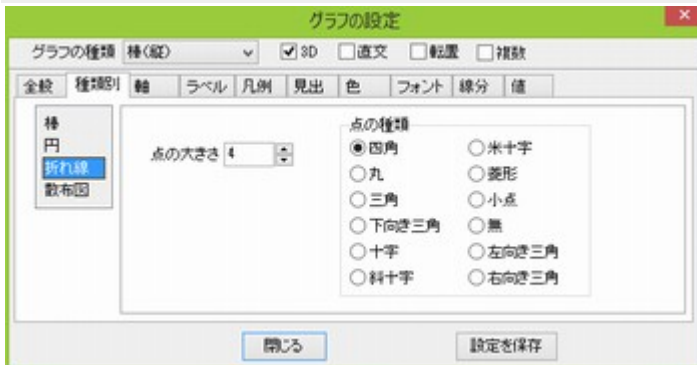 グラフの設定
グラフの種類 棒(縦) 3D 直交 転置 複数
全般 種類別 軸 ラベル 凡例 見出 色 フォント 線分 値
棒
円
折れ線
散布図
点の大きさ 4
点の種類
四角 米十字
丸 菱形
三角 小点
下向き三角 無
十字 左向き三角
斜十字 右向き三角
閉じる 設定を保存